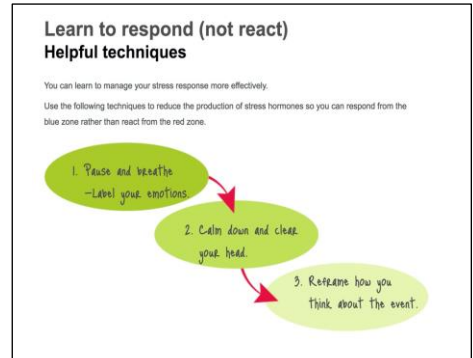 Learn to respond (not react)
Helpful techniques
You can learn to manage your stress response more effectively.
Use the following techniques to reduce the production of stress hormones so you can respond from the
blue zone rather than react from the red zone.
1. Pause and breathe
–Label your emotions.
2. Calm down and clear
your head.
3. Reframe how you
think about the event.